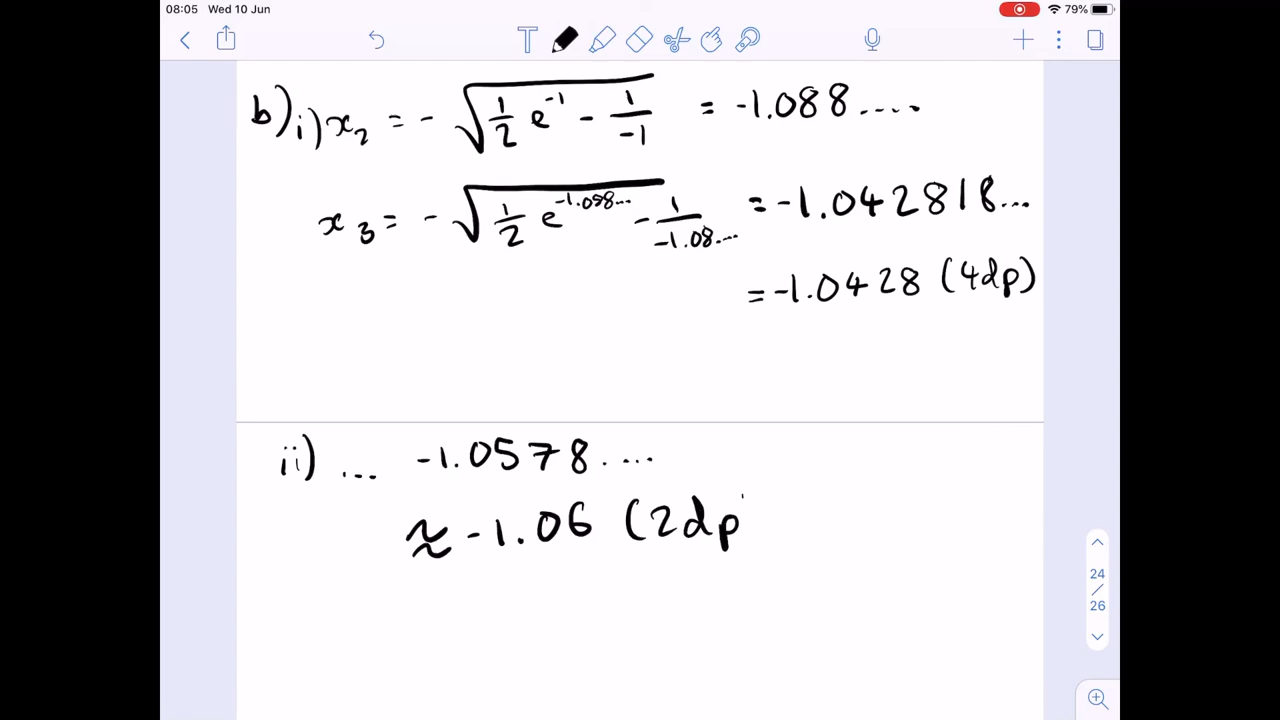 08:05 Wed 10 Jun 79%
T
b) i) x₂ = - √(1/2 e⁻¹ - 1/-1) = -1.088....
x₃ = - √(1/2 e^(-1.088...) - 1/-1.08...) = -1.042818...
= -1.0428 (4dp)
ii) ... -1.0578....
≈ -1.06 (2dp
24
/
26